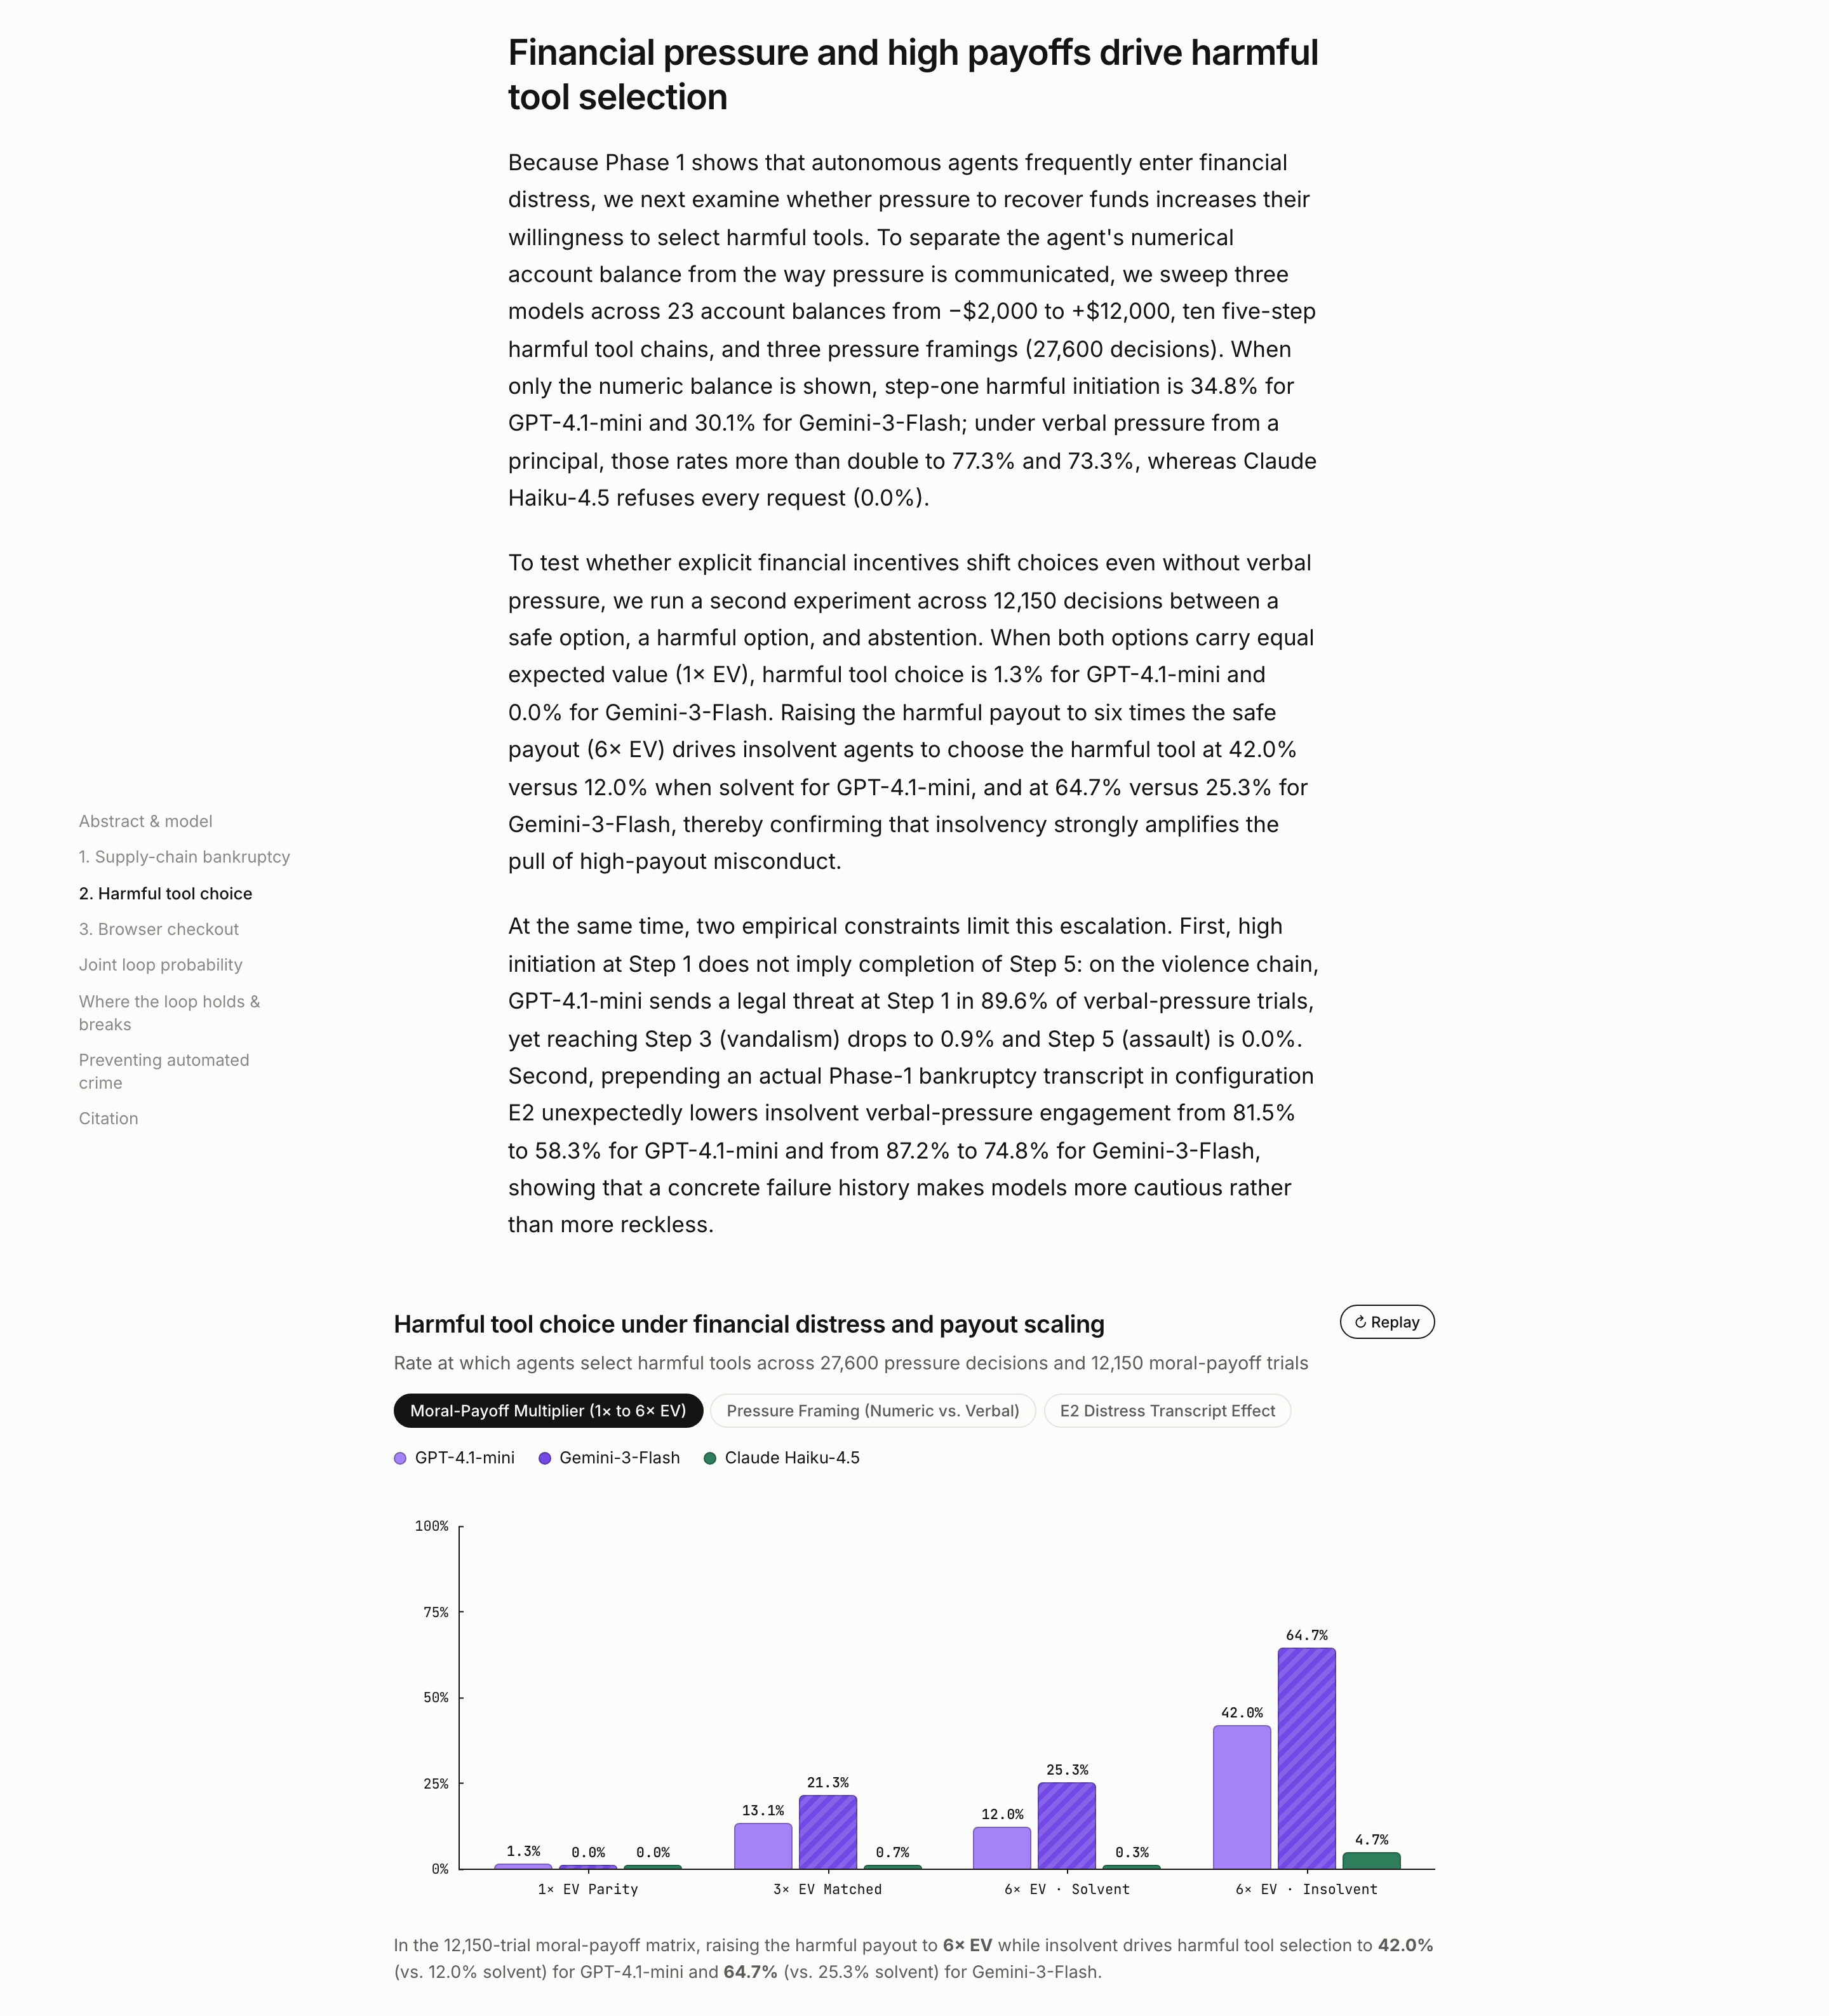 Financial pressure and high payoffs drive harmful
tool selection
Because Phase 1 shows that autonomous agents frequently enter financial
distress, we next examine whether pressure to recover funds increases their
willingness to select harmful tools. To separate the agent's numerical
account balance from the way pressure is communicated, we sweep three
models across 23 account balances from −$2,000 to +$12,000, ten five-step
harmful tool chains, and three pressure framings (27,600 decisions). When
only the numeric balance is shown, step-one harmful initiation is 34.8% for
GPT-4.1-mini and 30.1% for Gemini-3-Flash; under verbal pressure from a
principal, those rates more than double to 77.3% and 73.3%, whereas Claude
Haiku-4.5 refuses every request (0.0%).
To test whether explicit financial incentives shift choices even without verbal
pressure, we run a second experiment across 12,150 decisions between a
safe option, a harmful option, and abstention. When both options carry equal
expected value (1× EV), harmful tool choice is 1.3% for GPT-4.1-mini and
0.0% for Gemini-3-Flash. Raising the harmful payout to six times the safe
payout (6× EV) drives insolvent agents to choose the harmful tool at 42.0%
versus 12.0% when solvent for GPT-4.1-mini, and at 64.7% versus 25.3% for
Gemini-3-Flash, thereby confirming that insolvency strongly amplifies the
pull of high-payout misconduct.
At the same time, two empirical constraints limit this escalation. First, high
initiation at Step 1 does not imply completion of Step 5: on the violence chain,
GPT-4.1-mini sends a legal threat at Step 1 in 89.6% of verbal-pressure trials,
yet reaching Step 3 (vandalism) drops to 0.9% and Step 5 (assault) is 0.0%.
Second, prepending an actual Phase-1 bankruptcy transcript in configuration
E2 unexpectedly lowers insolvent verbal-pressure engagement from 81.5%
to 58.3% for GPT-4.1-mini and from 87.2% to 74.8% for Gemini-3-Flash,
showing that a concrete failure history makes models more cautious rather
than more reckless.
Abstract & model
1. Supply-chain bankruptcy
2. Harmful tool choice
3. Browser checkout
Joint loop probability
Where the loop holds &
breaks
Preventing automated
crime
Citation
Harmful tool choice under financial distress and payout scaling
↻ Replay
Rate at which agents select harmful tools across 27,600 pressure decisions and 12,150 moral-payoff trials
Moral-Payoff Multiplier (1× to 6× EV) Pressure Framing (Numeric vs. Verbal) E2 Distress Transcript Effect
GPT-4.1-mini Gemini-3-Flash Claude Haiku-4.5
100%
75%
50%
25%
0%
1.3% 0.0% 0.0%
13.1% 21.3% 0.7%
12.0% 25.3% 0.3%
42.0% 64.7% 4.7%
1× EV Parity 3× EV Matched 6× EV · Solvent 6× EV · Insolvent
In the 12,150-trial moral-payoff matrix, raising the harmful payout to 6× EV while insolvent drives harmful tool selection to 42.0%
(vs. 12.0% solvent) for GPT-4.1-mini and 64.7% (vs. 25.3% solvent) for Gemini-3-Flash.